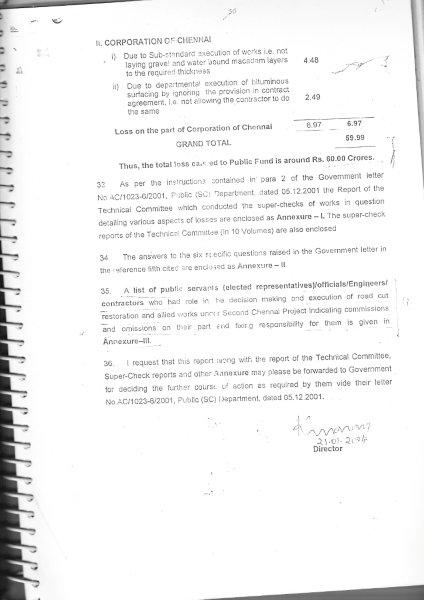 36
II. CORPORATION OF CHENNAI
i) Due to Sub-standard execution of works i.e. not
laying gravel and water bound macadam layers 4.48
to the required thickness
ii) Due to departmental execution of bituminous
surfacing by ignoring the provision in contract 2.49
agreement, i.e. not allowing the contractor to do
the same
6.97 6.97
Loss on the part of Corporation of Chennai
GRAND TOTAL 59.99
Thus, the total loss caused to Public Fund is around Rs. 60.00 Crores.
33. As per the instructions contained in para 2 of the Government letter
No.AC/1023-6/2001, Public (SC) Department, dated 05.12.2001 the Report of the
Technical Committee which conducted the super-checks of works in question
detailing various aspects of losses are enclosed as Annexure – I. The super-check
reports of the Technical Committee (in 10 Volumes) are also enclosed
34. The answers to the six specific questions raised in the Government letter in
the reference fifth cited are enclosed as Annexure – II.
35. A list of public servants (elected representatives)/officials/Engineers/
contractors who had role in the decision making and execution of road cut
restoration and allied works under Second Chennai Project indicating commissions
and omissions on their part and fixing responsibility for them is given in
Annexure–III.
36. I request that this report along with the report of the Technical Committee,
Super-Check reports and other Annexure may please be forwarded to Government
for deciding the further course of action as required by them vide their letter
No.AC/1023-6/2001, Public (SC) Department, dated 05.12.2001.
Director